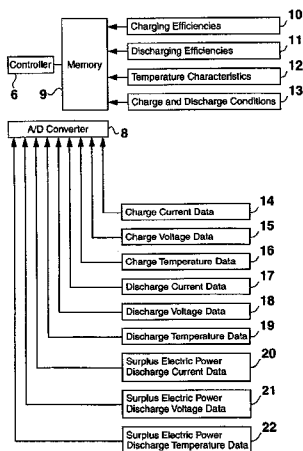 Charging Efficiencies 10
Discharging Efficiencies 11
Controller 6
Memory 9
Temperature Characteristics 12
Charge and Discharge Conditions 13
A/D Converter 8
Charge Current Data 14
Charge Voltage Data 15
Charge Temperature Data 16
Discharge Current Data 17
Discharge Voltage Data 18
Discharge Temperature Data 19
Surplus Electric Power 20
Discharge Current Data
Surplus Electric Power 21
Discharge Voltage Data
Surplus Electric Power 22
Discharge Temperature Data